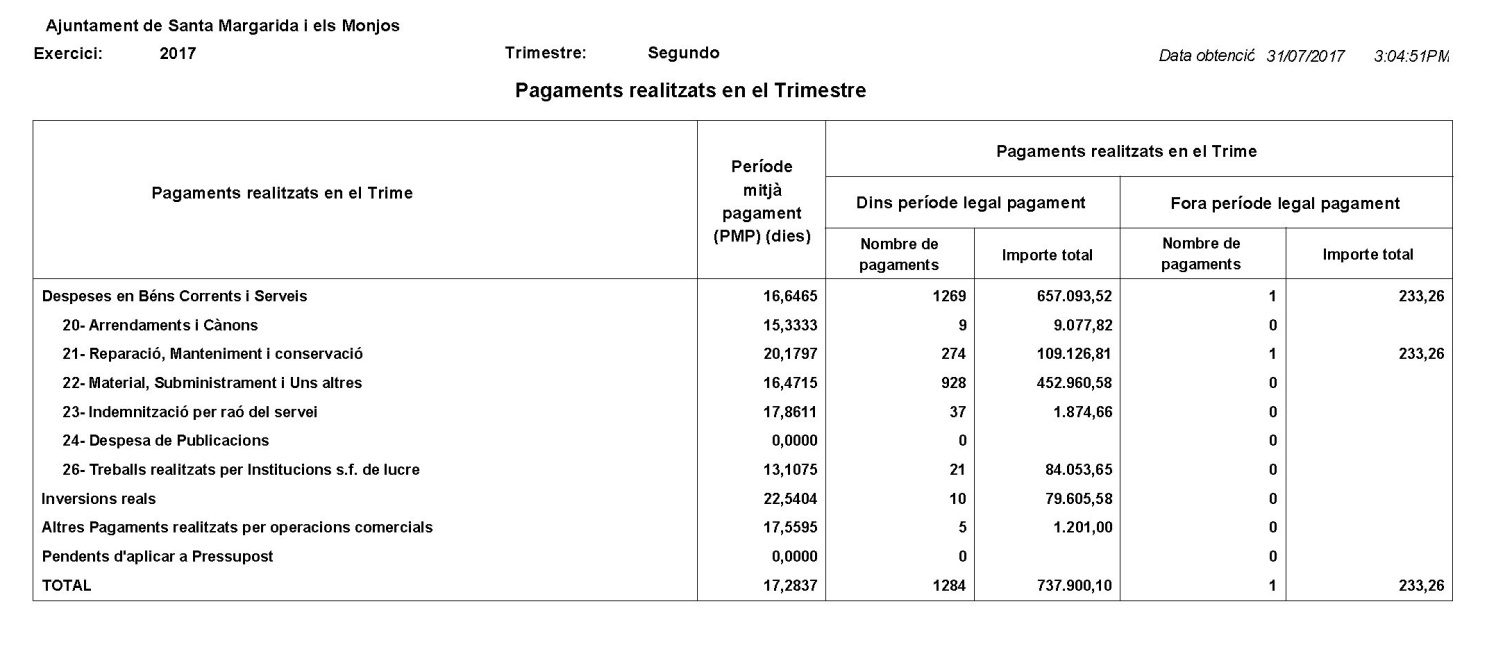 Ajuntament de Santa Margarida i els Monjos
Exercici: 2017 Trimestre: Segundo Data obtenció 31/07/2017 3:04:51PM
Pagaments realitzats en el Trimestre
Pagaments realitzats en el Trime
Període mitjà pagament (PMP) (dies)
Pagaments realitzats en el Trime
Dins període legal pagament Fora període legal pagament
Nombre de pagaments Importe total Nombre de pagaments Importe total
Despeses en Béns Corrents i Serveis 16,6465 1269 657.093,52 1 233,26
20- Arrendaments i Cànons 15,3333 9 9.077,82 0
21- Reparació, Manteniment i conservació 20,1797 274 109.126,81 1 233,26
22- Material, Subministrament i Uns altres 16,4715 928 452.960,58 0
23- Indemnització per raó del servei 17,8611 37 1.874,66 0
24- Despesa de Publicacions 0,0000 0 0
26- Treballs realitzats per Institucions s.f. de lucre 13,1075 21 84.053,65 0
Inversions reals 22,5404 10 79.605,58 0
Altres Pagaments realitzats per operacions comercials 17,5595 5 1.201,00 0
Pendents d'aplicar a Pressupost 0,0000 0 0
TOTAL 17,2837 1284 737.900,10 1 233,26